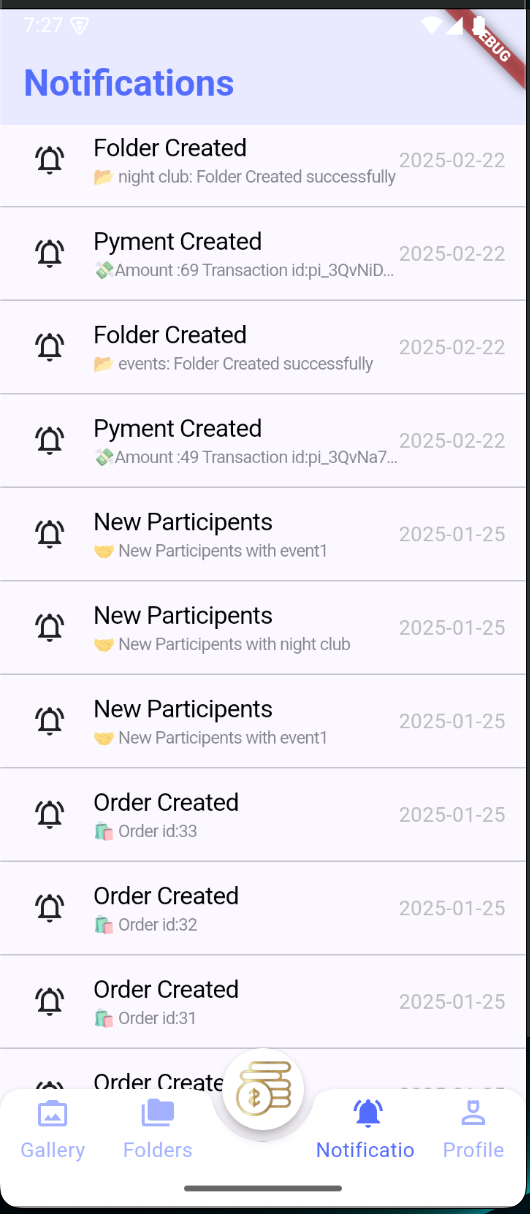 7:27
DEBUG
Notifications
Folder Created
2025-02-22
📂 night club: Folder Created successfully
Pyment Created
2025-02-22
💸Amount :69 Transaction id:pi_3QvNiD...
Folder Created
2025-02-22
📂 events: Folder Created successfully
Pyment Created
2025-02-22
💸Amount :49 Transaction id:pi_3QvNa7...
New Participents
2025-01-25
🤝 New Participents with event1
New Participents
2025-01-25
🤝 New Participents with night club
New Participents
2025-01-25
🤝 New Participents with event1
Order Created
2025-01-25
🛍️ Order id:33
Order Created
2025-01-25
🛍️ Order id:32
Order Created
2025-01-25
🛍️ Order id:31
Order Create
Gallery
Folders
Notificatio
Profile